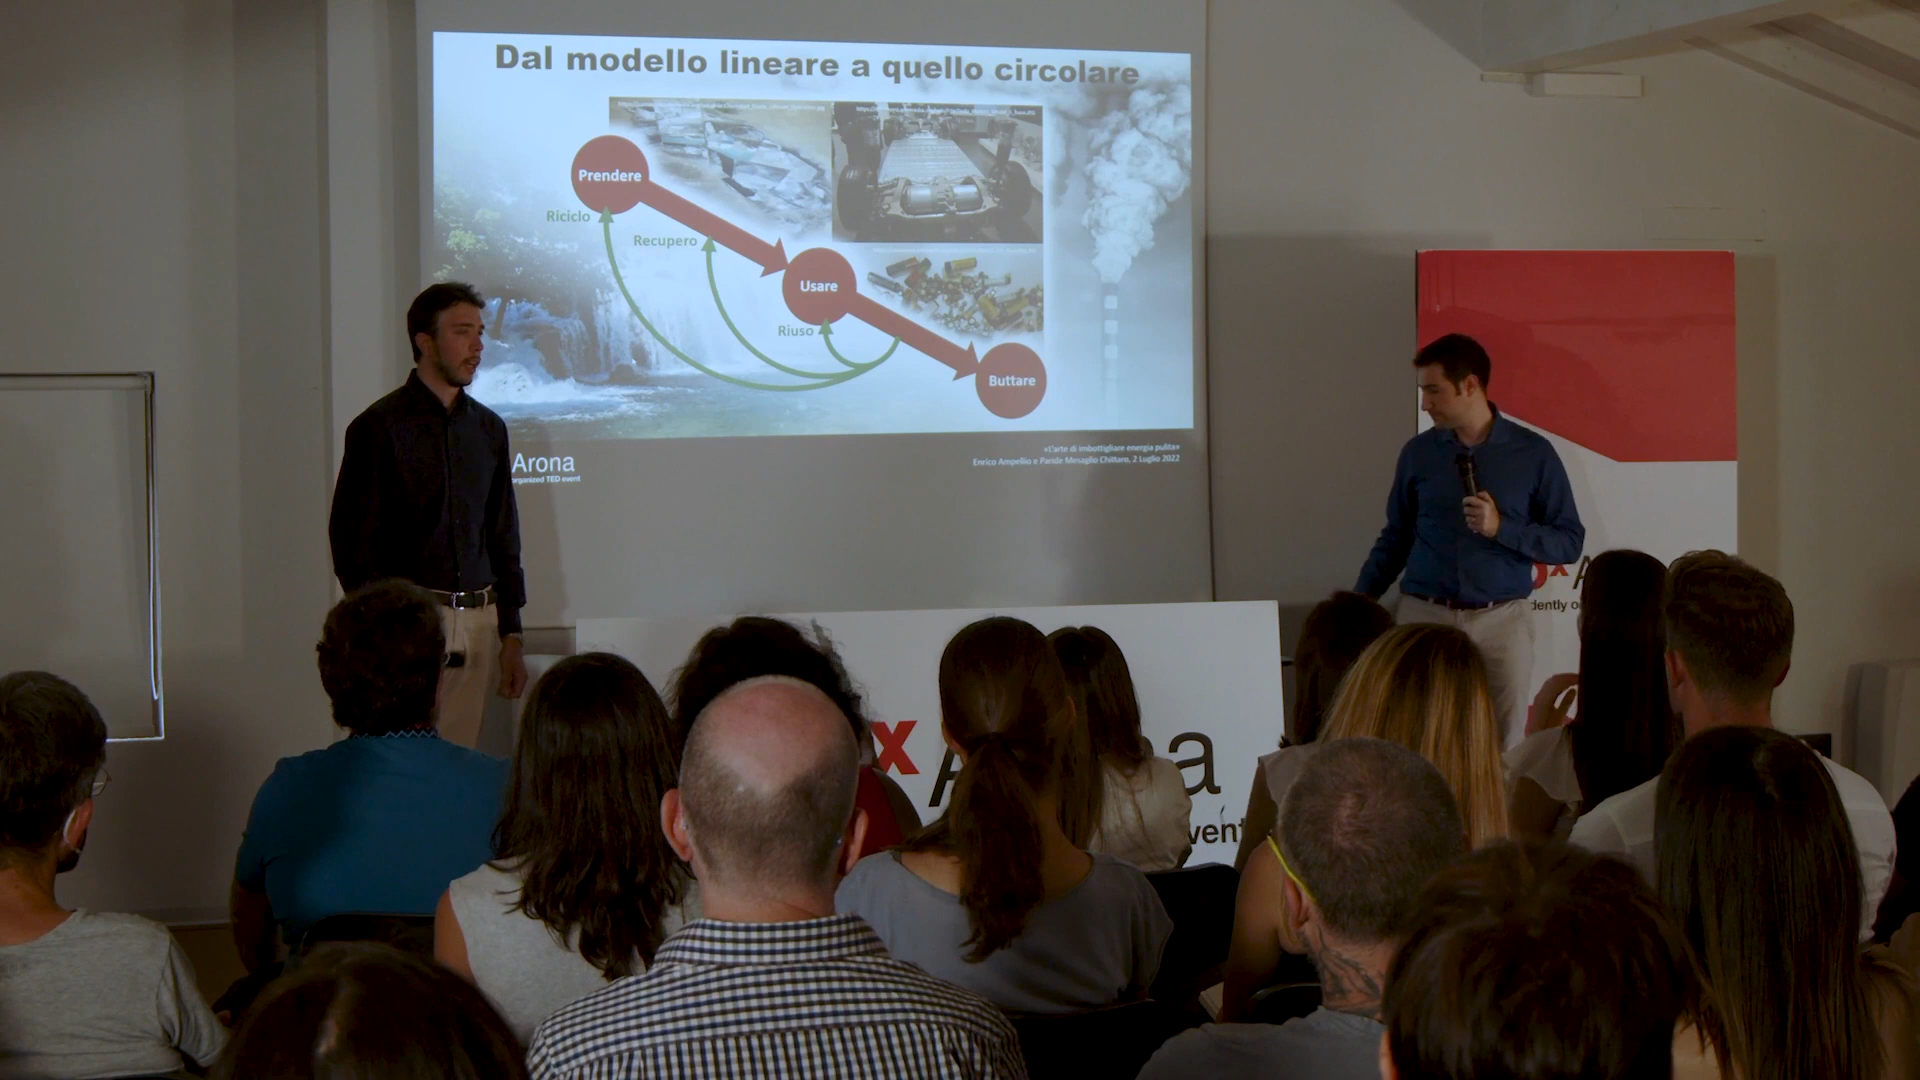 Dal modello lineare a quello circolare
Prendere
Riciclo
Recupero
Usare
Riuso
Buttare
«L'arte di imbottigliare energia pulita»
Enrico Ampellio e Paride Mesaglio Chittaro, 2 Luglio 2022
Arona
organized TED event
x A
dently o
x A a
vent